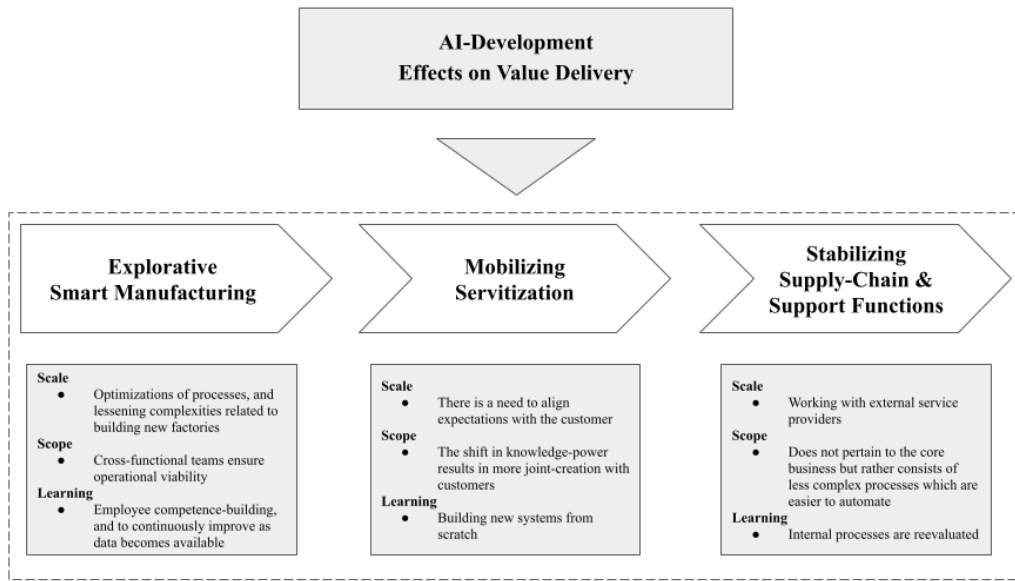 AI-Development
Effects on Value Delivery
Explorative
Smart Manufacturing
Mobilizing
Servitization
Stabilizing
Supply-Chain &
Support Functions
Scale
● Optimizations of processes, and
lessening complexities related to
building new factories
Scope
● Cross-functional teams ensure
operational viability
Learning
● Employee competence-building,
and to continuously improve as
data becomes available
Scale
● There is a need to align
expectations with the customer
Scope
● The shift in knowledge-power
results in more joint-creation with
customers
Learning
● Building new systems from
scratch
Scale
● Working with external service
providers
Scope
● Does not pertain to the core
business but rather consists of
less complex processes which are
easier to automate
Learning
● Internal processes are reevaluated